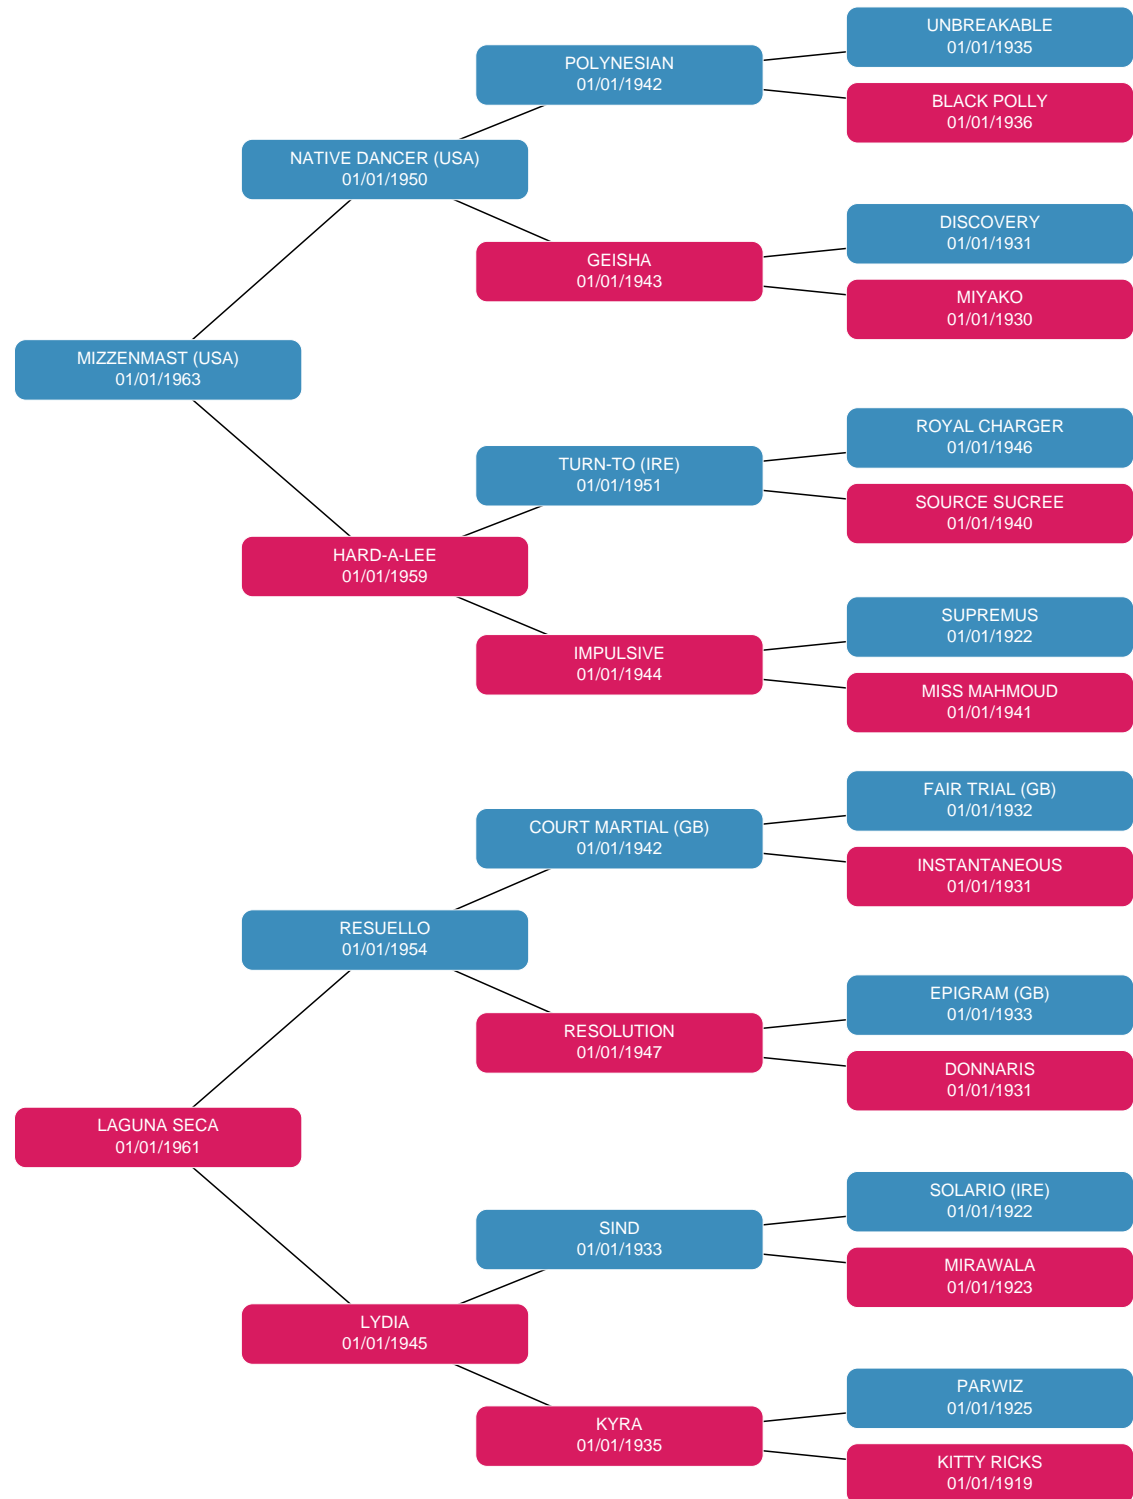 UNBREAKABLE
01/01/1935
POLYNESIAN
01/01/1942
BLACK POLLY
01/01/1936
NATIVE DANCER (USA)
01/01/1950
DISCOVERY
01/01/1931
GEISHA
01/01/1943
MIYAKO
01/01/1930
MIZZENMAST (USA)
01/01/1963
ROYAL CHARGER
01/01/1946
TURN-TO (IRE)
01/01/1951
SOURCE SUCREE
01/01/1940
HARD-A-LEE
01/01/1959
SUPREMUS
01/01/1922
IMPULSIVE
01/01/1944
MISS MAHMOUD
01/01/1941
FAIR TRIAL (GB)
01/01/1932
COURT MARTIAL (GB)
01/01/1942
INSTANTANEOUS
01/01/1931
RESUELLO
01/01/1954
EPIGRAM (GB)
01/01/1933
RESOLUTION
01/01/1947
DONNARIS
01/01/1931
LAGUNA SECA
01/01/1961
SOLARIO (IRE)
01/01/1922
SIND
01/01/1933
MIRAWALA
01/01/1923
LYDIA
01/01/1945
PARWIZ
01/01/1925
KYRA
01/01/1935
KITTY RICKS
01/01/1919